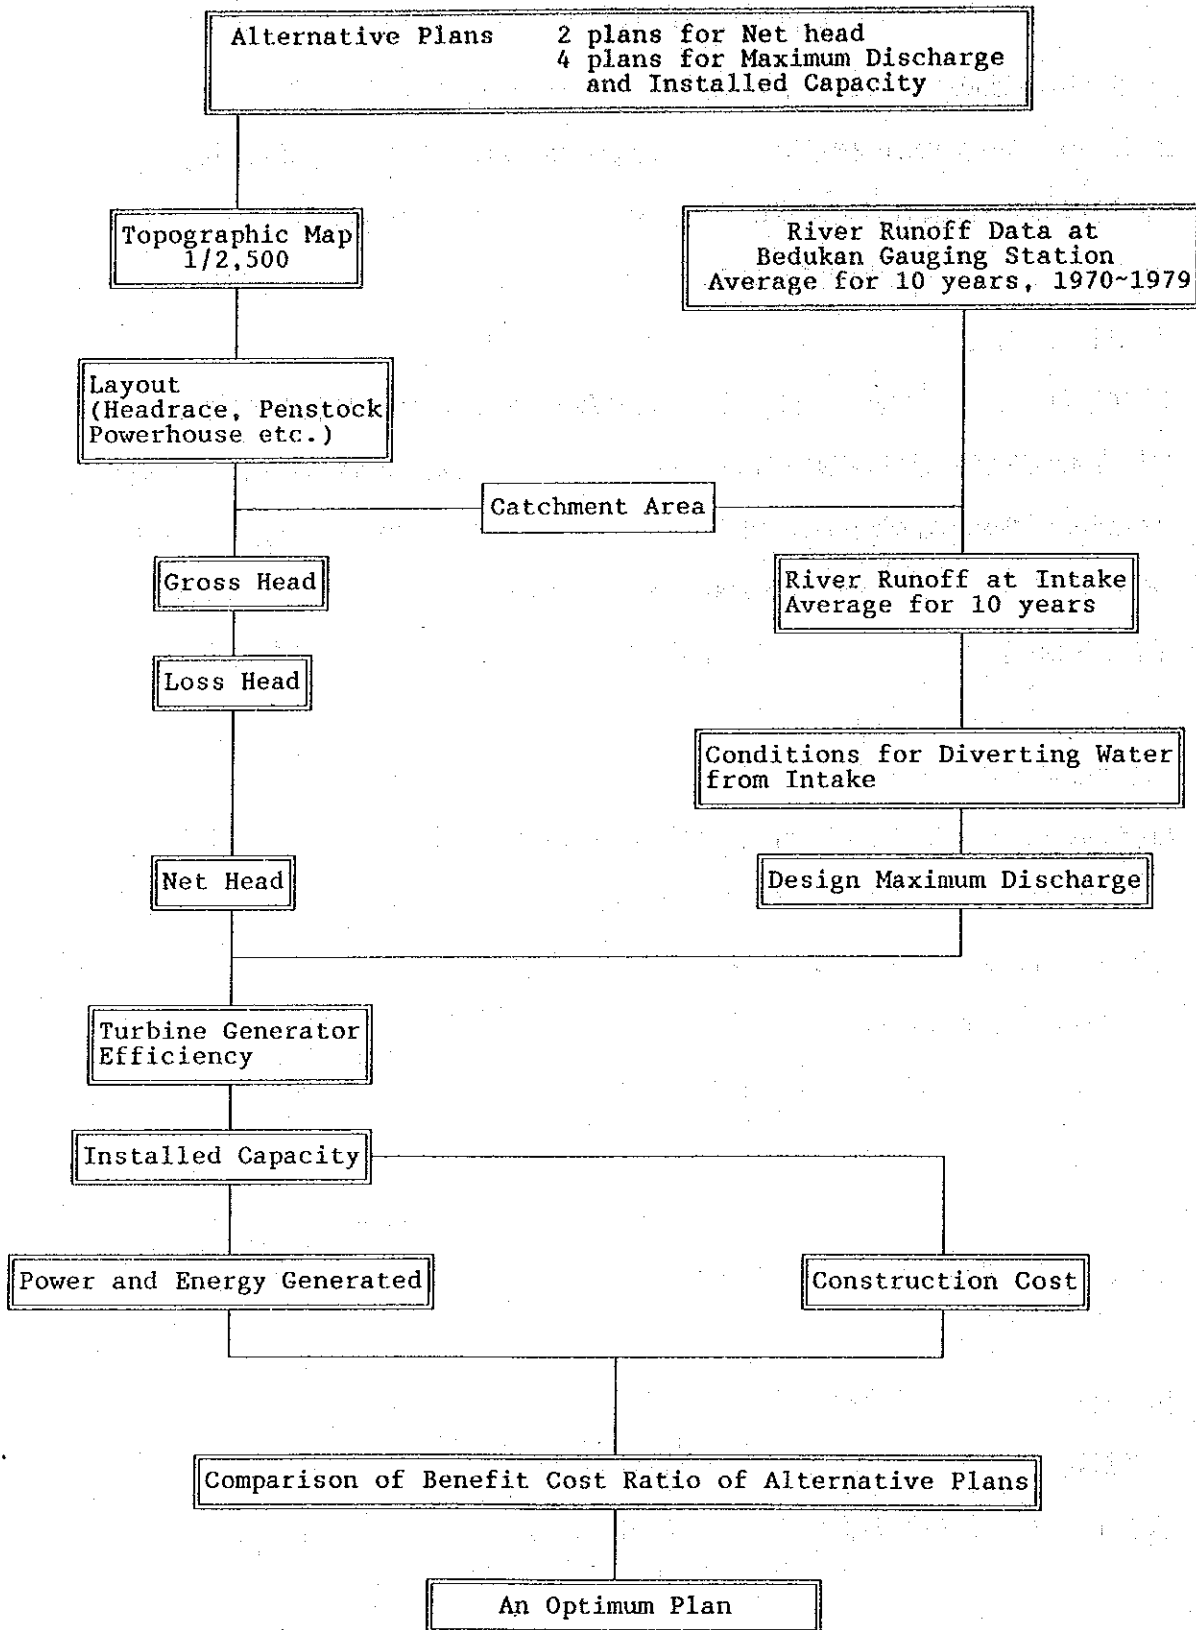 Alternative Plans 2 plans for Net head
4 plans for Maximum Discharge
and Installed Capacity
Topographic Map
1/2,500
River Runoff Data at
Bedukan Gauging Station
Average for 10 years, 1970~1979
Layout
(Headrace, Penstock
Powerhouse etc.)
Catchment Area
Gross Head
River Runoff at Intake
Average for 10 years
Loss Head
Conditions for Diverting Water
from Intake
Net Head
Design Maximum Discharge
Turbine Generator
Efficiency
Installed Capacity
Power and Energy Generated
Construction Cost
Comparison of Benefit Cost Ratio of Alternative Plans
An Optimum Plan